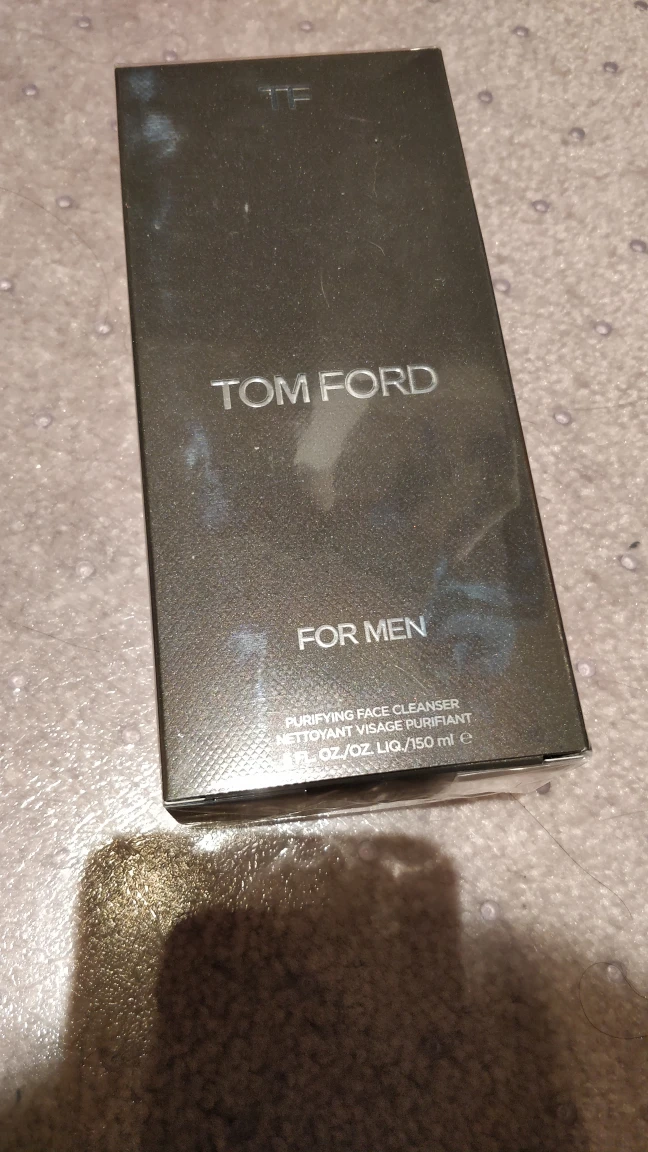 TF
TOM FORD
FOR MEN
PURIFYING FACE CLEANSER
NETTOYANT VISAGE PURIFIANT
FL. OZ./OZ. LIQ./150 ml ℮